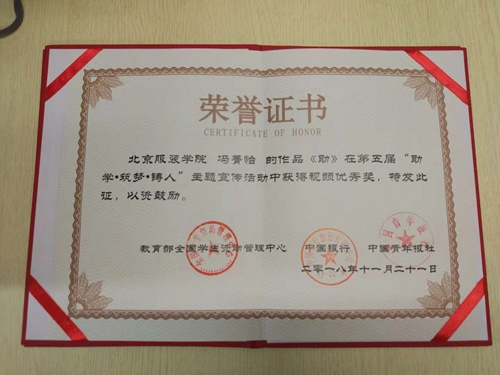 荣誉证书
CERTIFICATE OF HONOR
北京服装学院 冯菁怡 的作品《助》在第五届“助
学•筑梦•铸人”主题宣传活动中获得视频优秀奖，特发此
证，以资鼓励。
教育部全国学生资助管理中心 中国银行 中国青年报社
二零一八年十一月二十一日